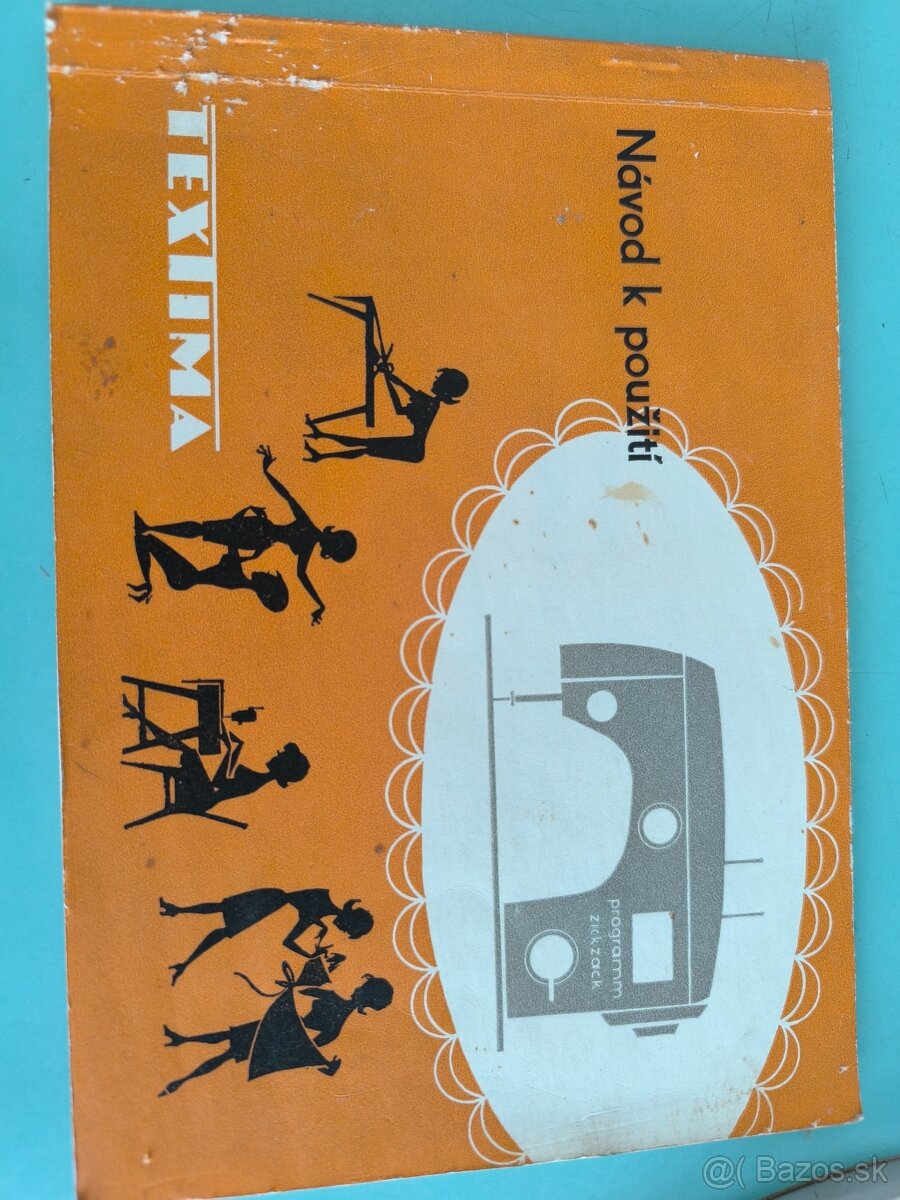 Návod k použití
programm
zickzack
TEXIMA
@( Bazos.sk